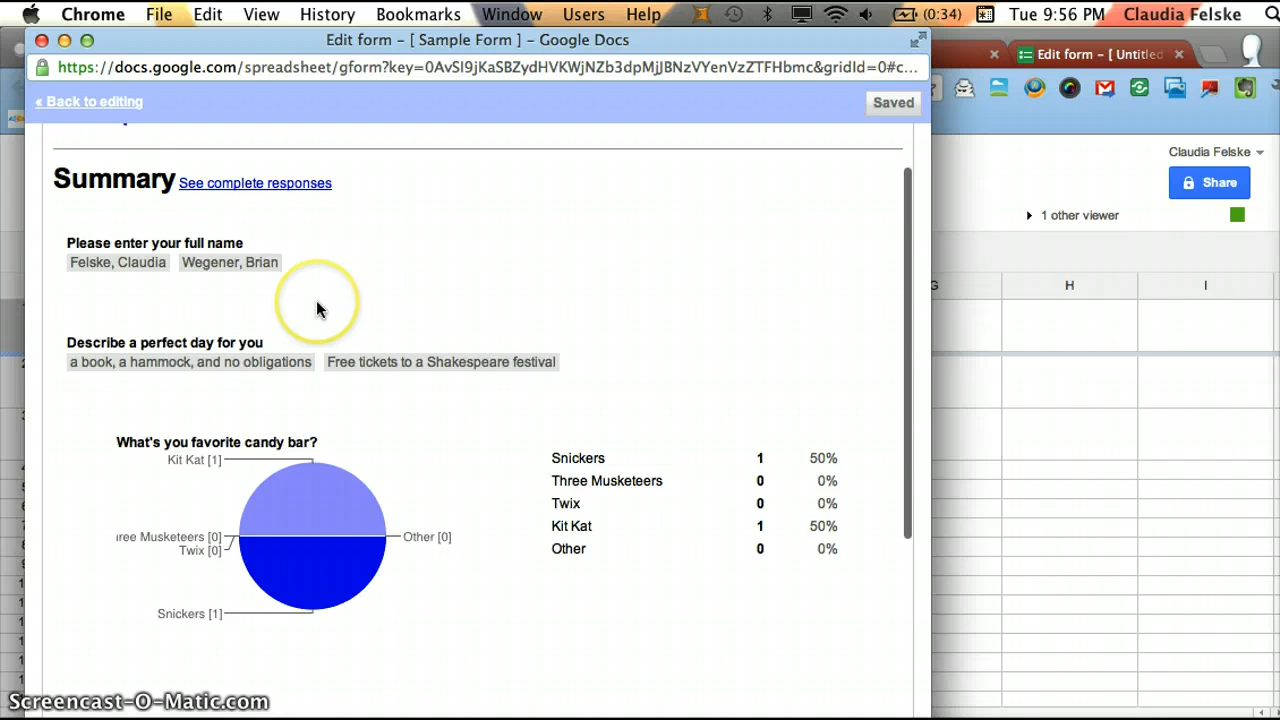 Chrome File Edit View History Bookmarks Window Users Help (0:34) Tue 9:56 PM Claudia Felske
Edit form – [ Sample Form ] – Google Docs
Edit form – [ Untitled
https://docs.google.com/spreadsheet/gform?key=0AvSl9jKaSBZydHVKWjNZb3dpMjJBNzVYenVzZTFHbmc&gridId=0#c...
« Back to editing Saved
Claudia Felske
Summary See complete responses
Share
1 other viewer
Please enter your full name
Felske, Claudia Wegener, Brian
G H I
Describe a perfect day for you
a book, a hammock, and no obligations Free tickets to a Shakespeare festival
What's you favorite candy bar?
Kit Kat [1]
Musketeers [0]
Twix [0]
Other [0]
Snickers [1]
Snickers 1 50%
Three Musketeers 0 0%
Twix 0 0%
Kit Kat 1 50%
Other 0 0%
Screencast-O-Matic.com